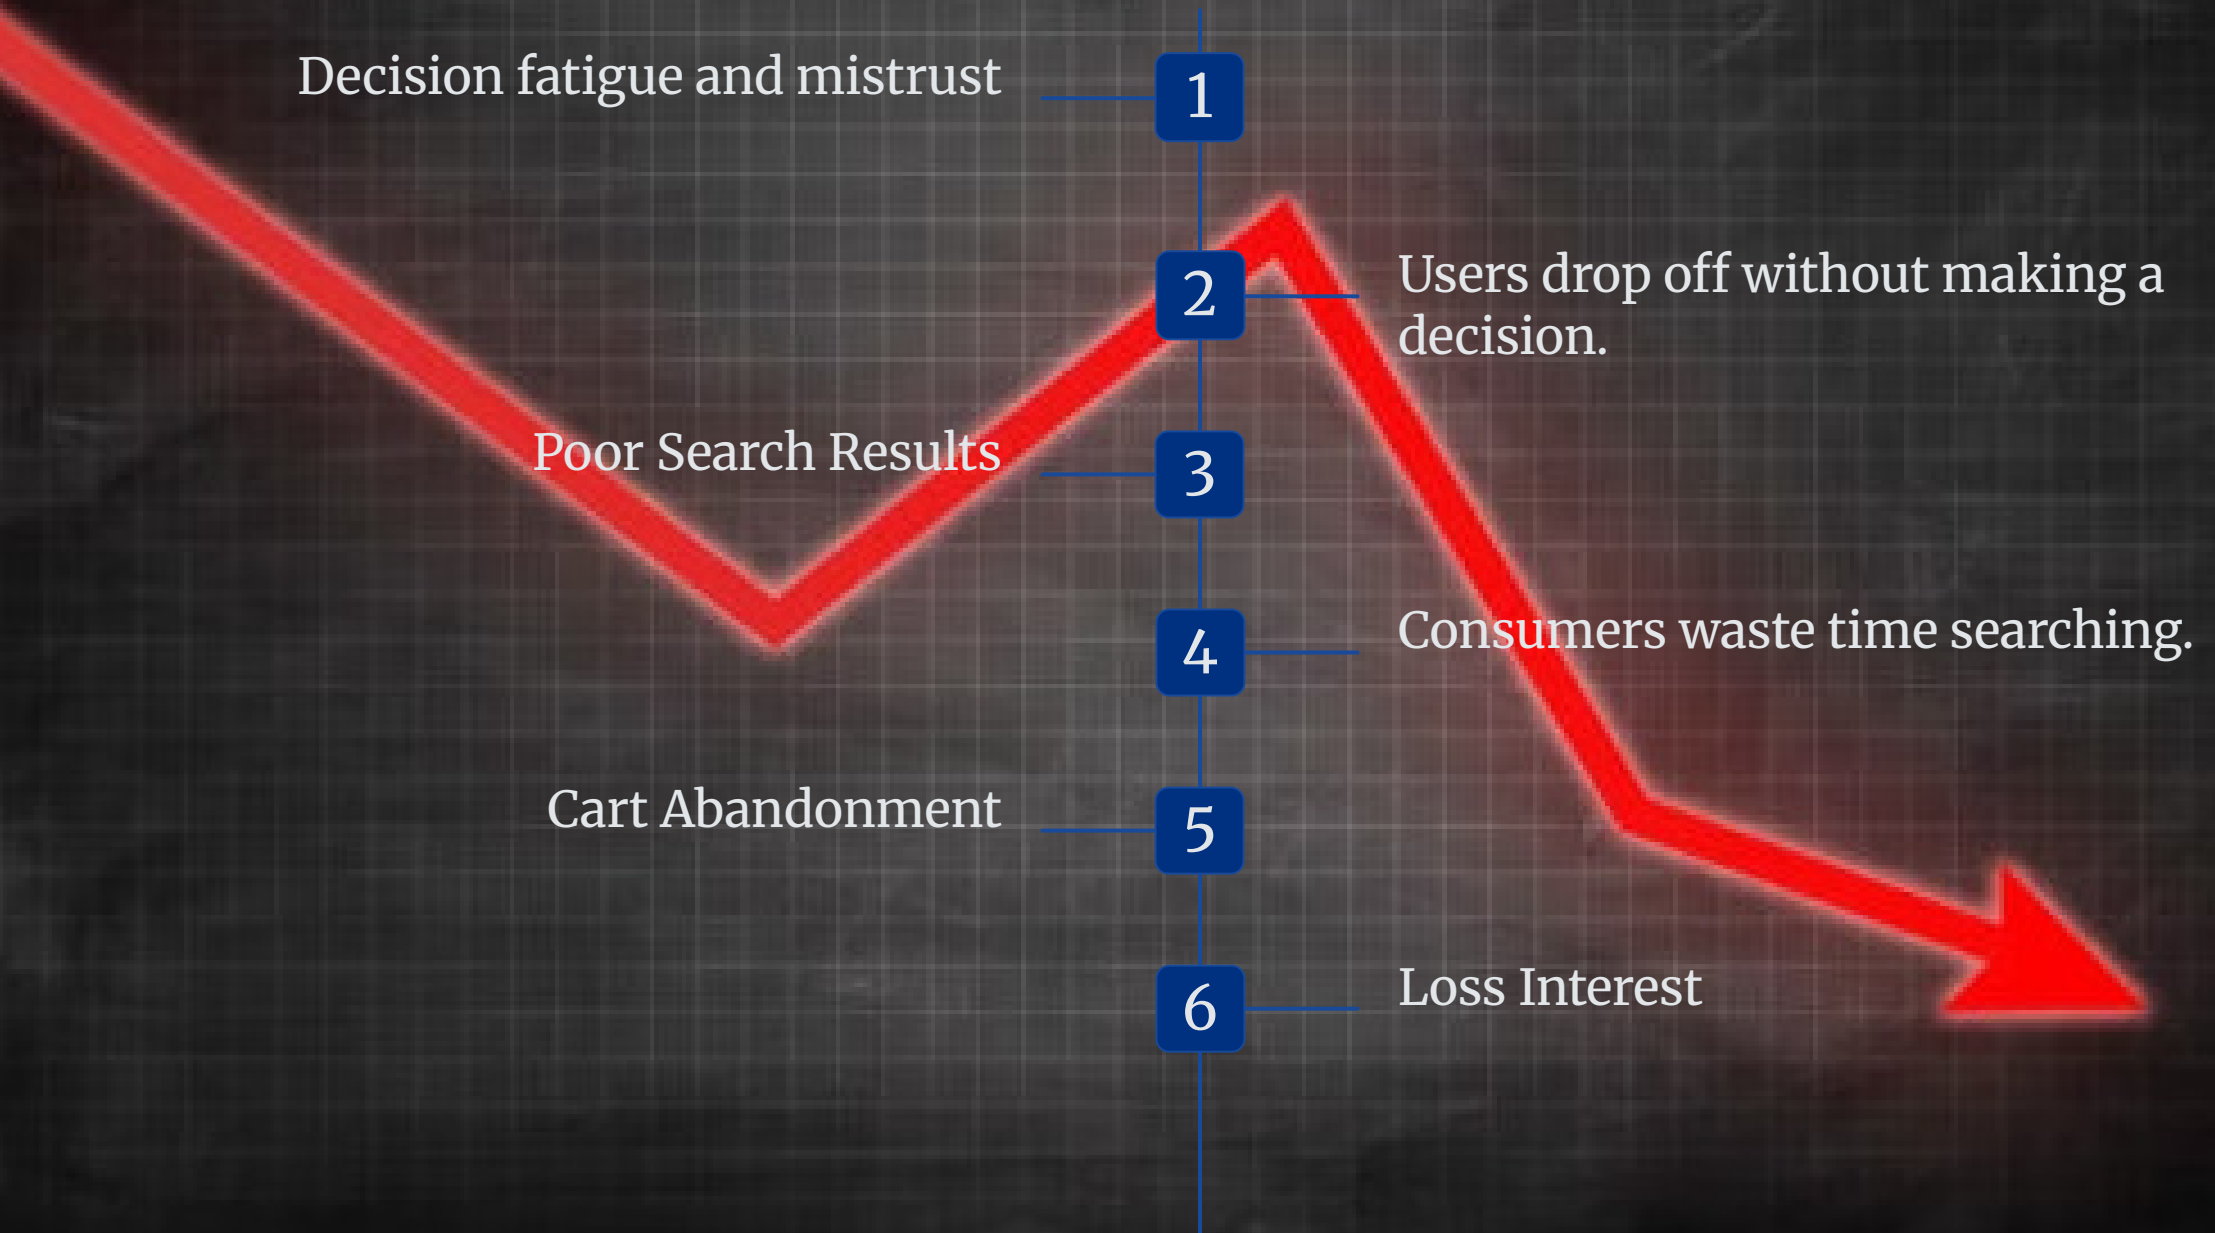 Decision fatigue and mistrust
1
2
Users drop off without making a
decision.
Poor Search Results
3
4
Consumers waste time searching.
Cart Abandonment
5
6
Loss Interest